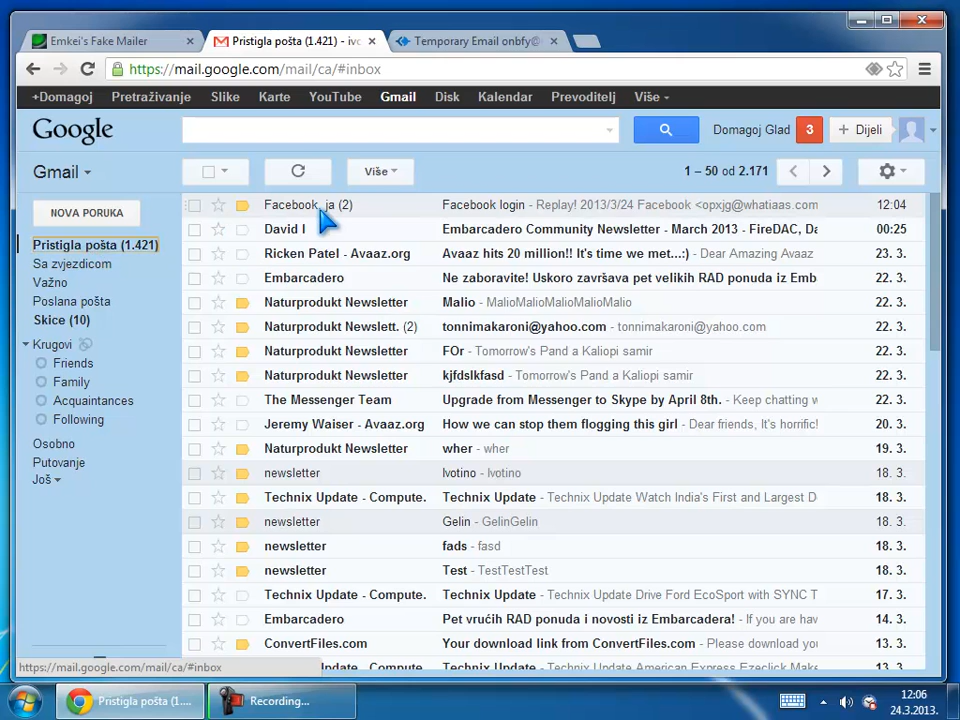 Emkei's Fake Mailer
Pristigla pošta (1.421) - ivo
Temporary Email onbfy@
https://mail.google.com/mail/ca/#inbox
+Domagoj Pretraživanje Slike Karte YouTube Gmail Disk Kalendar Prevoditelj Više
Google
Domagoj Glad 3 + Dijeli
Gmail
Više
1 – 50 od 2.171
NOVA PORUKA
Pristigla pošta (1.421)
Sa zvjezdicom
Važno
Poslana pošta
Skice (10)
Krugovi
Friends
Family
Acquaintances
Following
Osobno
Putovanje
Još
Facebook, ja (2) Facebook login - Replay! 2013/3/24 Facebook <opxjg@whatiaas.com 12:04
David I Embarcadero Community Newsletter - March 2013 - FireDAC, Da 00:25
Ricken Patel - Avaaz.org Avaaz hits 20 million!! It's time we met...:) - Dear Amazing Avaaz 23. 3.
Embarcadero Ne zaboravite! Uskoro završava pet velikih RAD ponuda iz Emb 22. 3.
Naturprodukt Newsletter Malio - MalioMalioMalioMalioMalio 22. 3.
Naturprodukt Newslett. (2) tonnimakaroni@yahoo.com - tonnimakaroni@yahoo.com 22. 3.
Naturprodukt Newsletter FOr - Tomorrow's Pand a Kaliopi samir 22. 3.
Naturprodukt Newsletter kjfdslkfasd - Tomorrow's Pand a Kaliopi samir 22. 3.
The Messenger Team Upgrade from Messenger to Skype by April 8th. - Keep chatting w 22. 3.
Jeremy Waiser - Avaaz.org How we can stop them flogging this girl - Dear friends, It's horrific! 20. 3.
Naturprodukt Newsletter wher - wher 18. 3.
newsletter Ivotino - Ivotino 18. 3.
Technix Update - Compute. Technix Update - Technix Update Watch India's First and Largest D 18. 3.
newsletter Gelin - GelinGelin 18. 3.
newsletter fads - fasd 18. 3.
newsletter Test - TestTestTest 18. 3.
Technix Update - Compute. Technix Update - Technix Update Drive Ford EcoSport with SYNC T 17. 3.
Embarcadero Pet vrućih RAD ponuda i novosti iz Embarcadera! - If you are hav 14. 3.
ConvertFiles.com Your download link from ConvertFiles.com - Please download you 13. 3.
Update - Compute. Technix Update - Technix Update American Express Ezeclick Make 13. 3.
https://mail.google.com/mail/ca/#inbox
Pristigla pošta (1....
Recording...
12:06
24.3.2013.